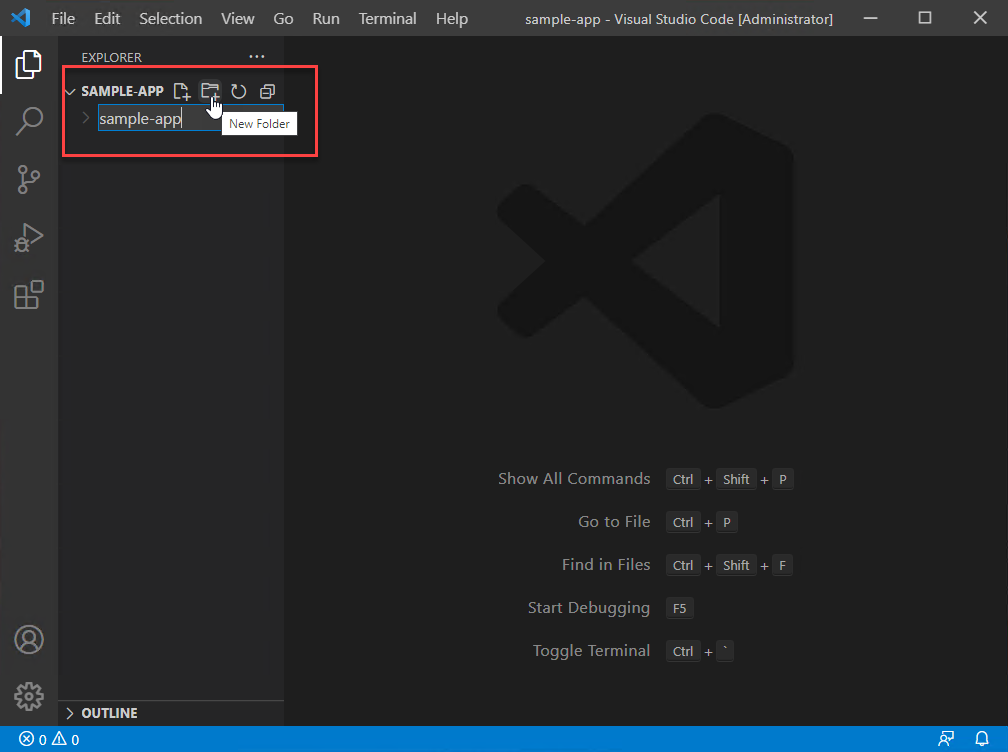 File Edit Selection View Go Run Terminal Help sample-app - Visual Studio Code [Administrator]
EXPLORER ...
SAMPLE-APP
sample-app
New Folder
Show All Commands Ctrl + Shift + P
Go to File Ctrl + P
Find in Files Ctrl + Shift + F
Start Debugging F5
Toggle Terminal Ctrl + `
OUTLINE
0 0